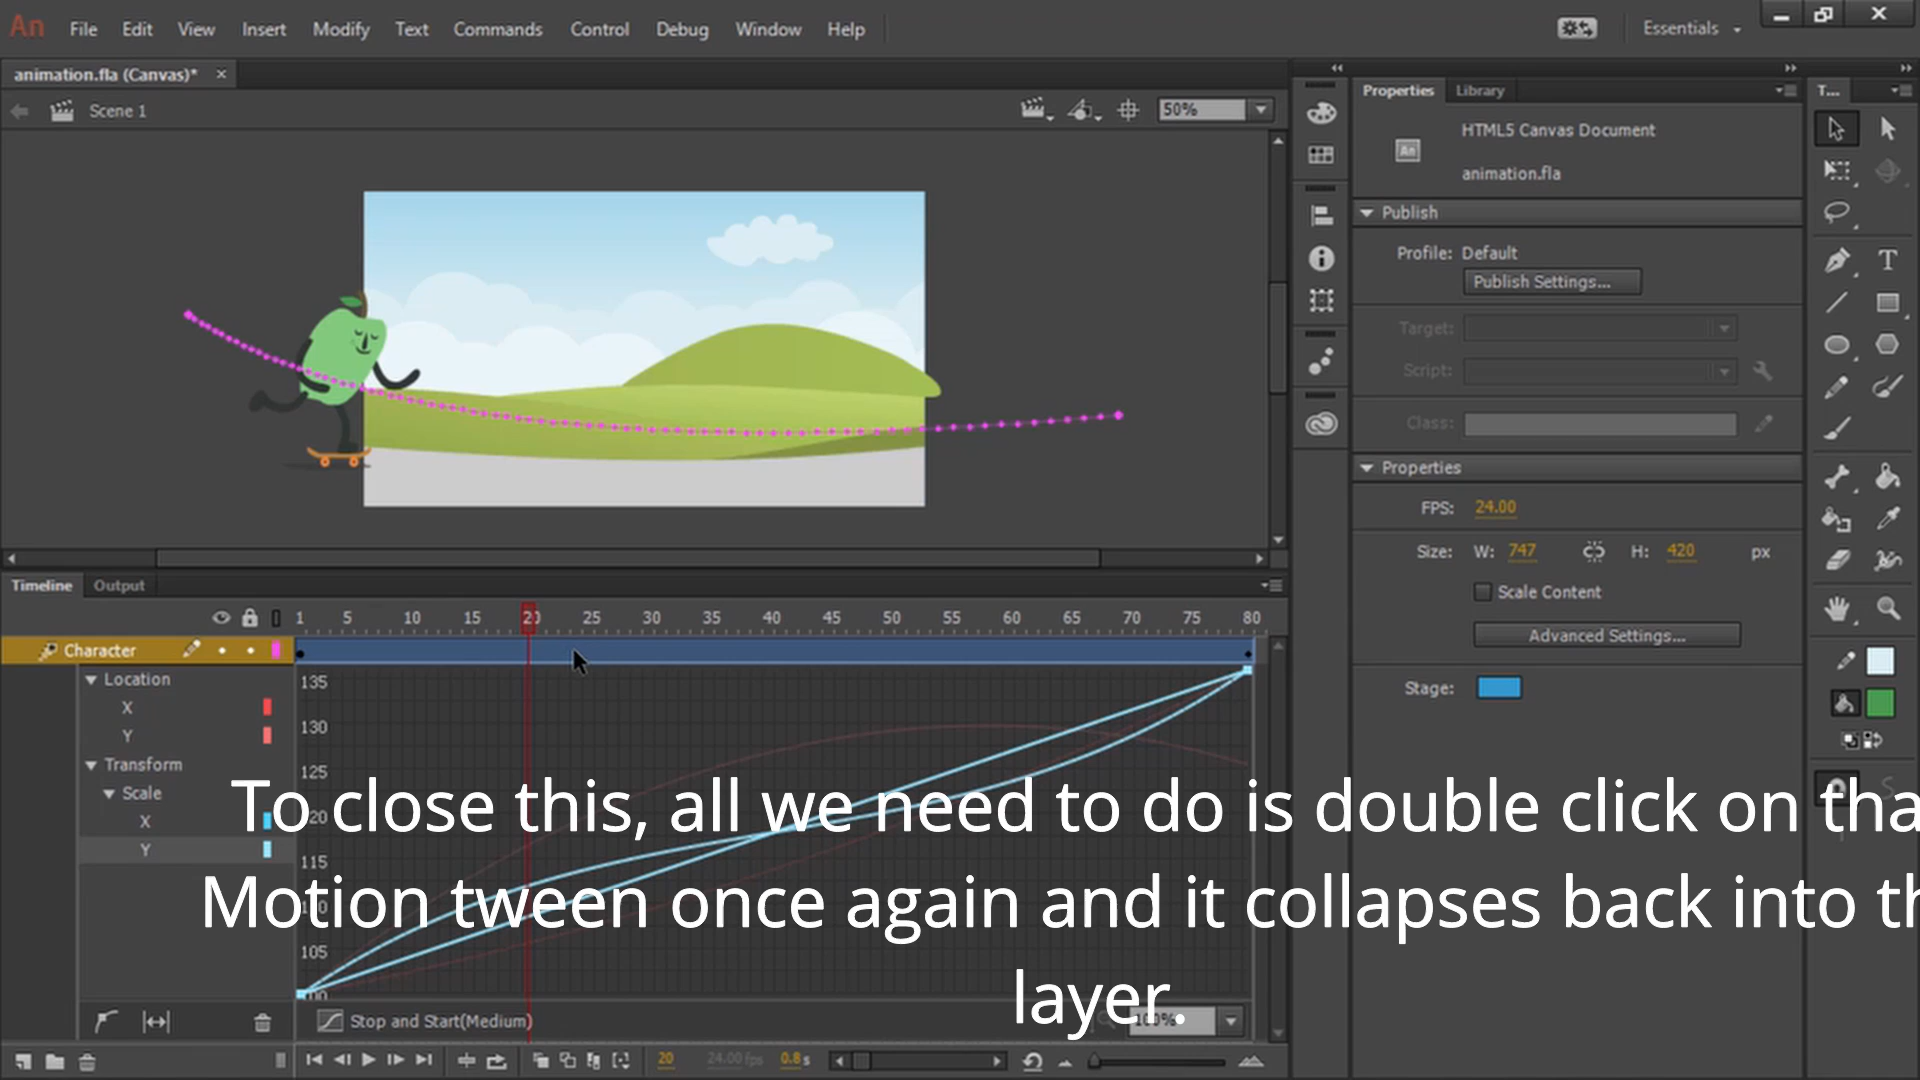 An File Edit View Insert Modify Text Commands Control Debug Window Help Essentials
animation.fla (Canvas)* ×
Scene 1 50%
Properties Library T...
HTML5 Canvas Document
An
animation.fla
Publish
Profile: Default
Publish Settings...
Target:
Script:
Class:
Properties
FPS: 24.00
Size: W: 747 H: 420 px
Scale Content
Advanced Settings...
Stage:
Timeline Output
1 5 10 15 20 25 30 35 40 45 50 55 60 65 70 75 80
Character
Location
X
Y
Transform
Scale
X
Y
135
130
125
120
115
110
105
100
To close this, all we need to do is double click on tha
Motion tween once again and it collapses back into th
layer.
Stop and Start(Medium) 100%
20 24.00 fps 0.8 s